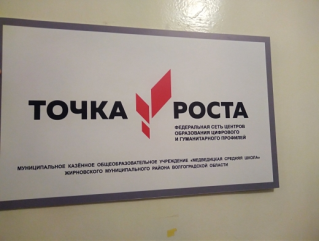 ТОЧКА РОСТА
ФЕДЕРАЛЬНАЯ СЕТЬ ЦЕНТРОВ
ОБРАЗОВАНИЯ ЦИФРОВОГО
И ГУМАНИТАРНОГО ПРОФИЛЕЙ
МУНИЦИПАЛЬНОЕ КАЗЁННОЕ ОБЩЕОБРАЗОВАТЕЛЬНОЕ УЧРЕЖДЕНИЕ «МЕДВЕДИЦКАЯ СРЕДНЯЯ ШКОЛА»
ЖИРНОВСКОГО МУНИЦИПАЛЬНОГО РАЙОНА ВОЛГОГРАДСКОЙ ОБЛАСТИ